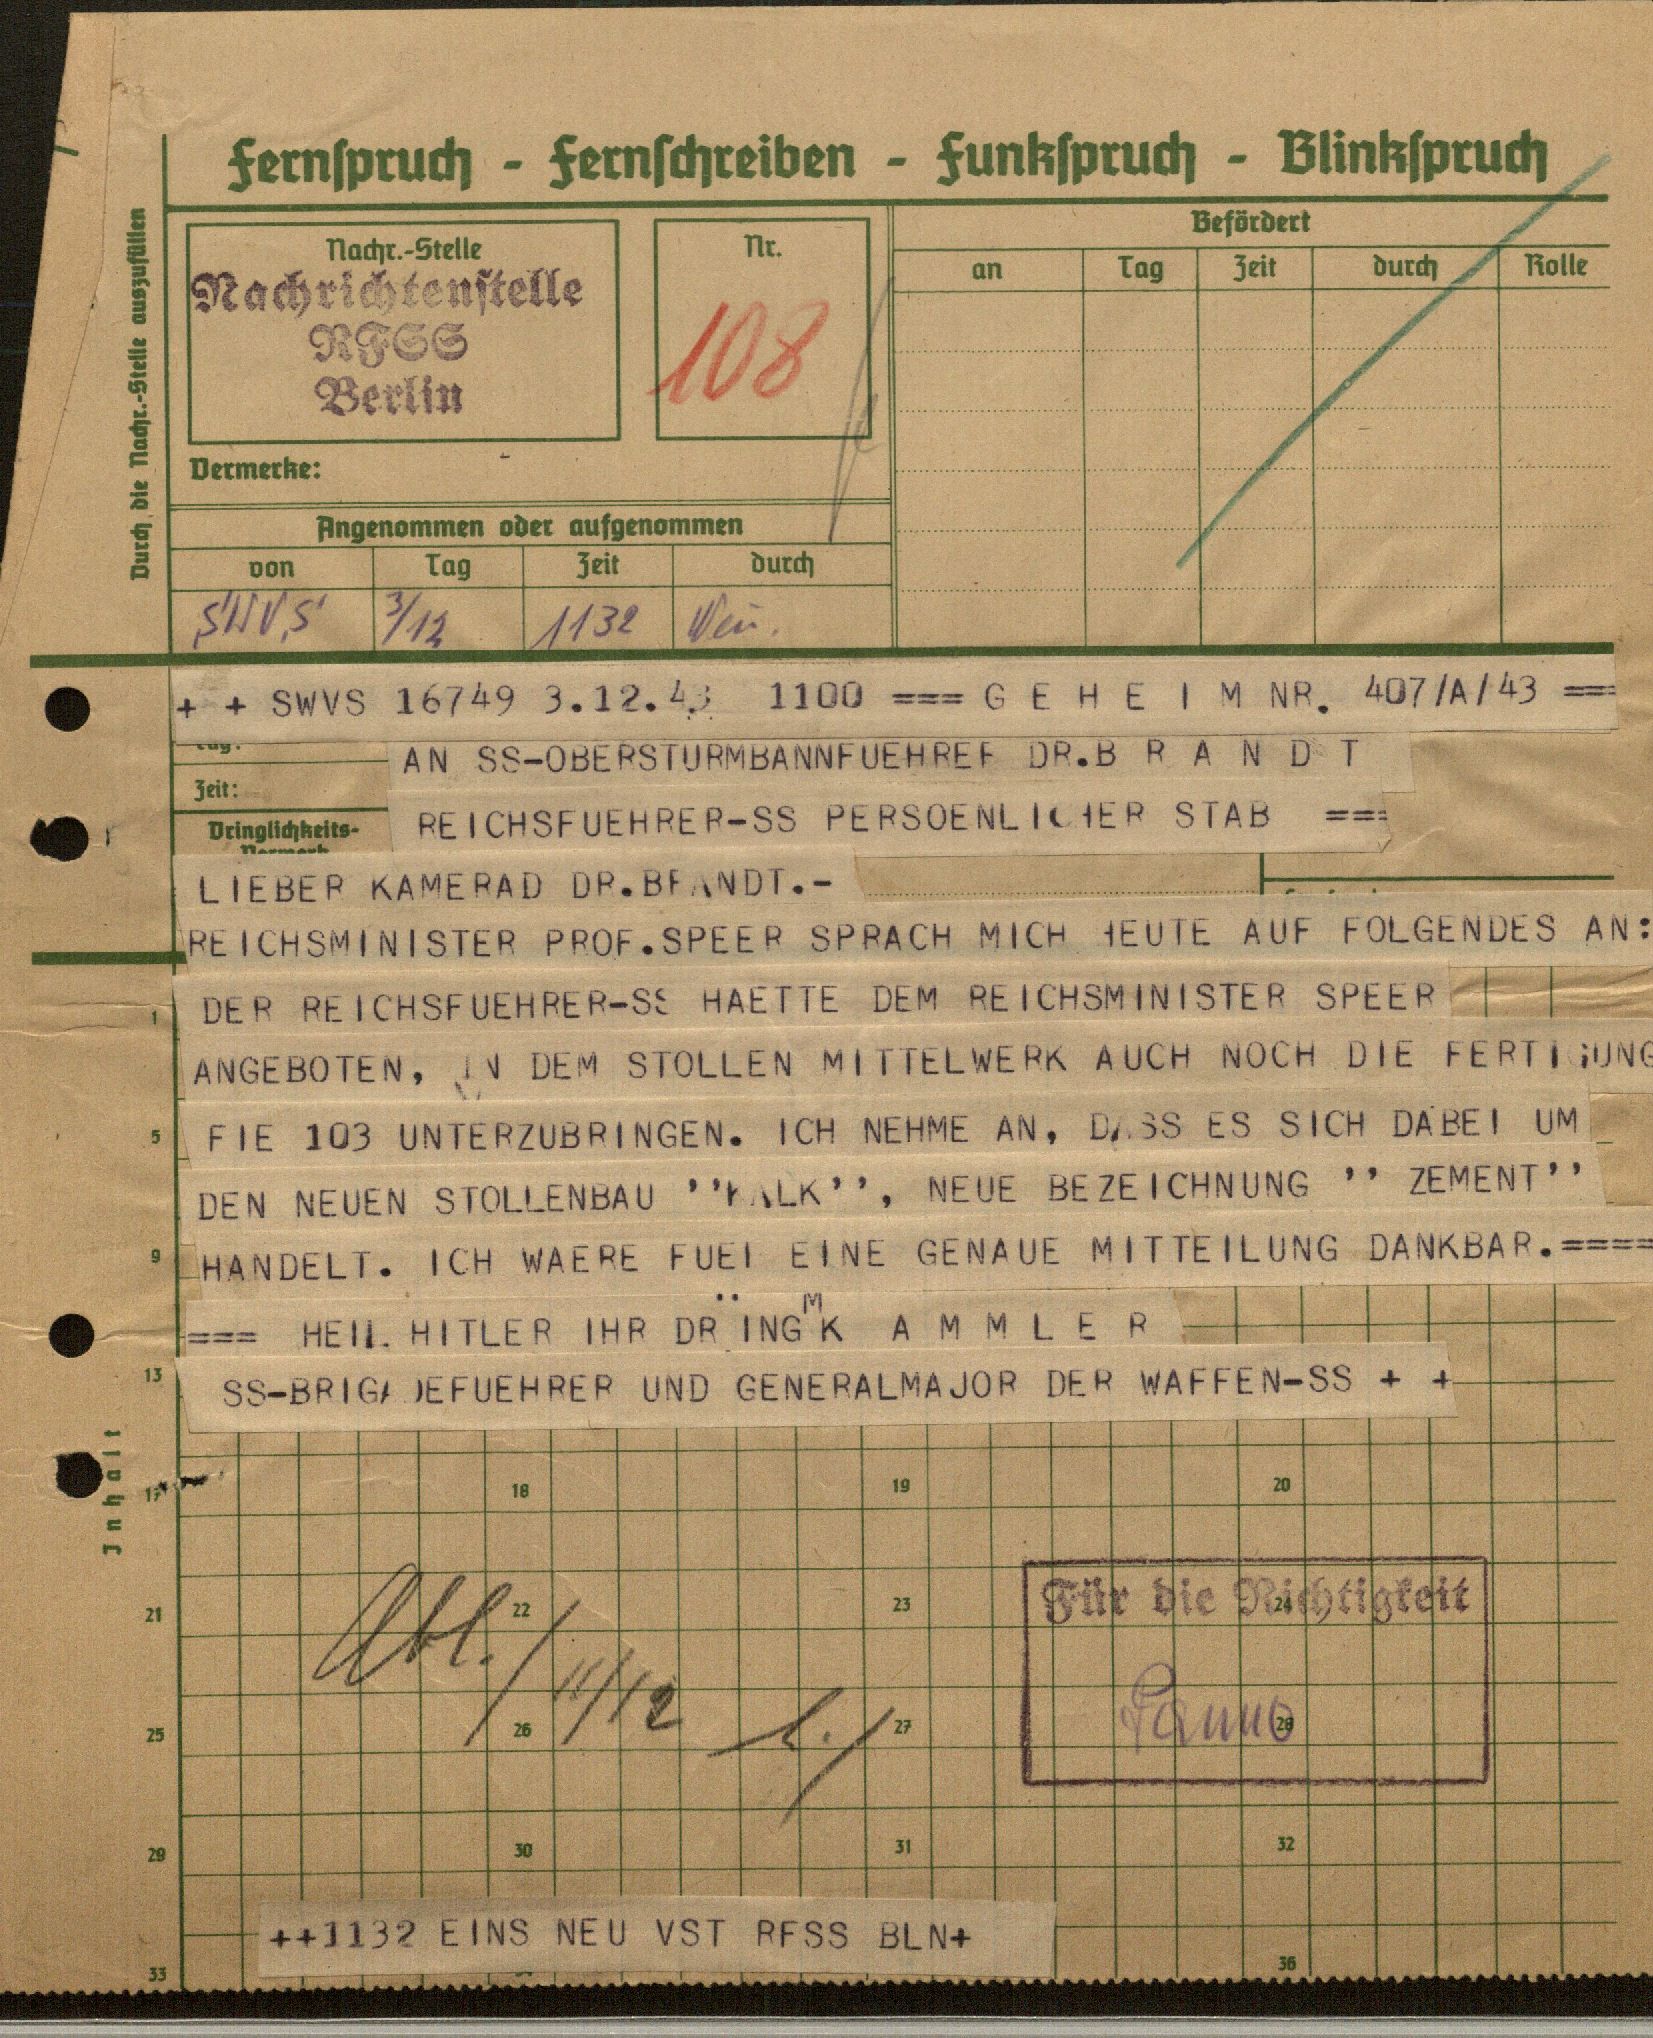 Fernspruch - Fernschreiben - Funkspruch - Blinkspruch
Durch die Nachr.-Stelle auszufüllen
Nachr.-Stelle
Nachrichtenstelle
RFSS
Berlin
Nr.
108
Befördert
an Tag Zeit durch Rolle
Vermerke:
Angenommen oder aufgenommen
von Tag Zeit durch
SWVS 3/12 1132 Neu.
+ + SWVS 16749 3.12.43 1100 === G E H E I M NR. 407/A/43 ===
Tag:
AN SS-OBERSTURMBANNFUEHRER DR.B R A N D T
Zeit:
REICHSFUEHRER-SS PERSOENLICHER STAB ===
Dringlichkeits-
Vermerk
LIEBER KAMERAD DR.BRANDT.-
REICHSMINISTER PROF.SPEER SPRACH MICH HEUTE AUF FOLGENDES AN:
DER REICHSFUEHRER-SS HAETTE DEM REICHSMINISTER SPEER
1
ANGEBOTEN, IN DEM STOLLEN MITTELWERK AUCH NOCH DIE FERTIGUNG
FIE 103 UNTERZUBRINGEN. ICH NEHME AN, DASS ES SICH DABEI UM
5
DEN NEUEN STOLLENBAU ''KALK'', NEUE BEZEICHNUNG '' ZEMENT''
HANDELT. ICH WAERE FUER EINE GENAUE MITTEILUNG DANKBAR.====
9
=== HEIL HITLER IHR DR ̈ING M K A M M L E R
SS-BRIGADEFUEHRER UND GENERALMAJOR DER WAFFEN-SS + +
13
Inhalt
17 18 19 20
Für die Richtigkeit
21 22 23 24
Abl. / 11/12
25 26 27 28
29 30 31 32
++1132 EINS NEU VST RFSS BLN+
33 36